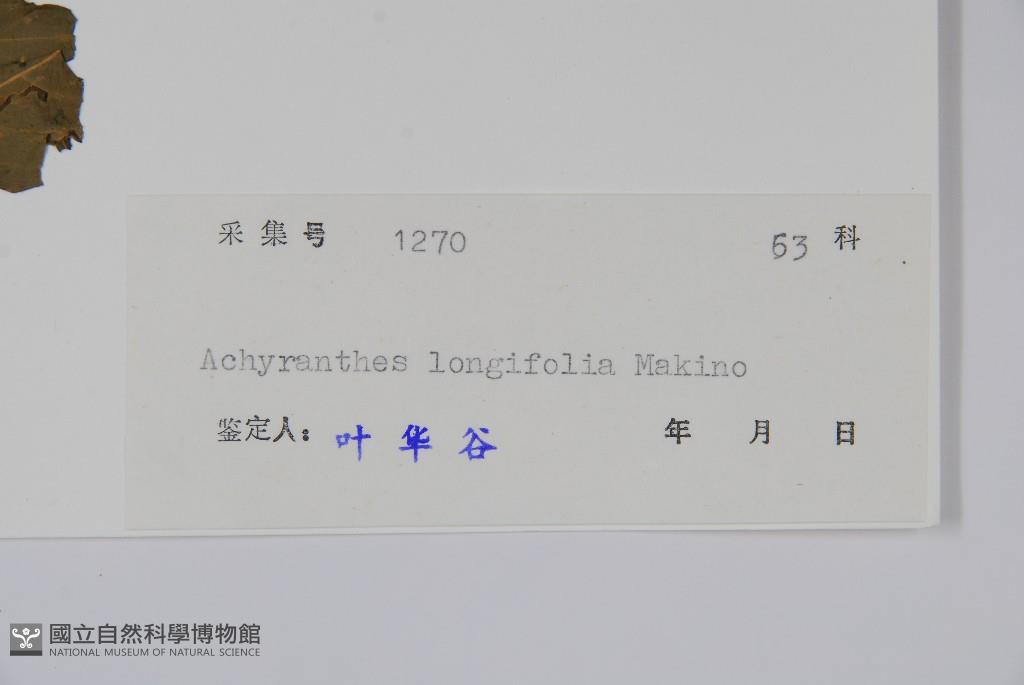 采集号 1270 63 科
Achyranthes longifolia Makino
鉴定人: 叶华谷 年 月 日
國立自然科學博物館
NATIONAL MUSEUM OF NATURAL SCIENCE